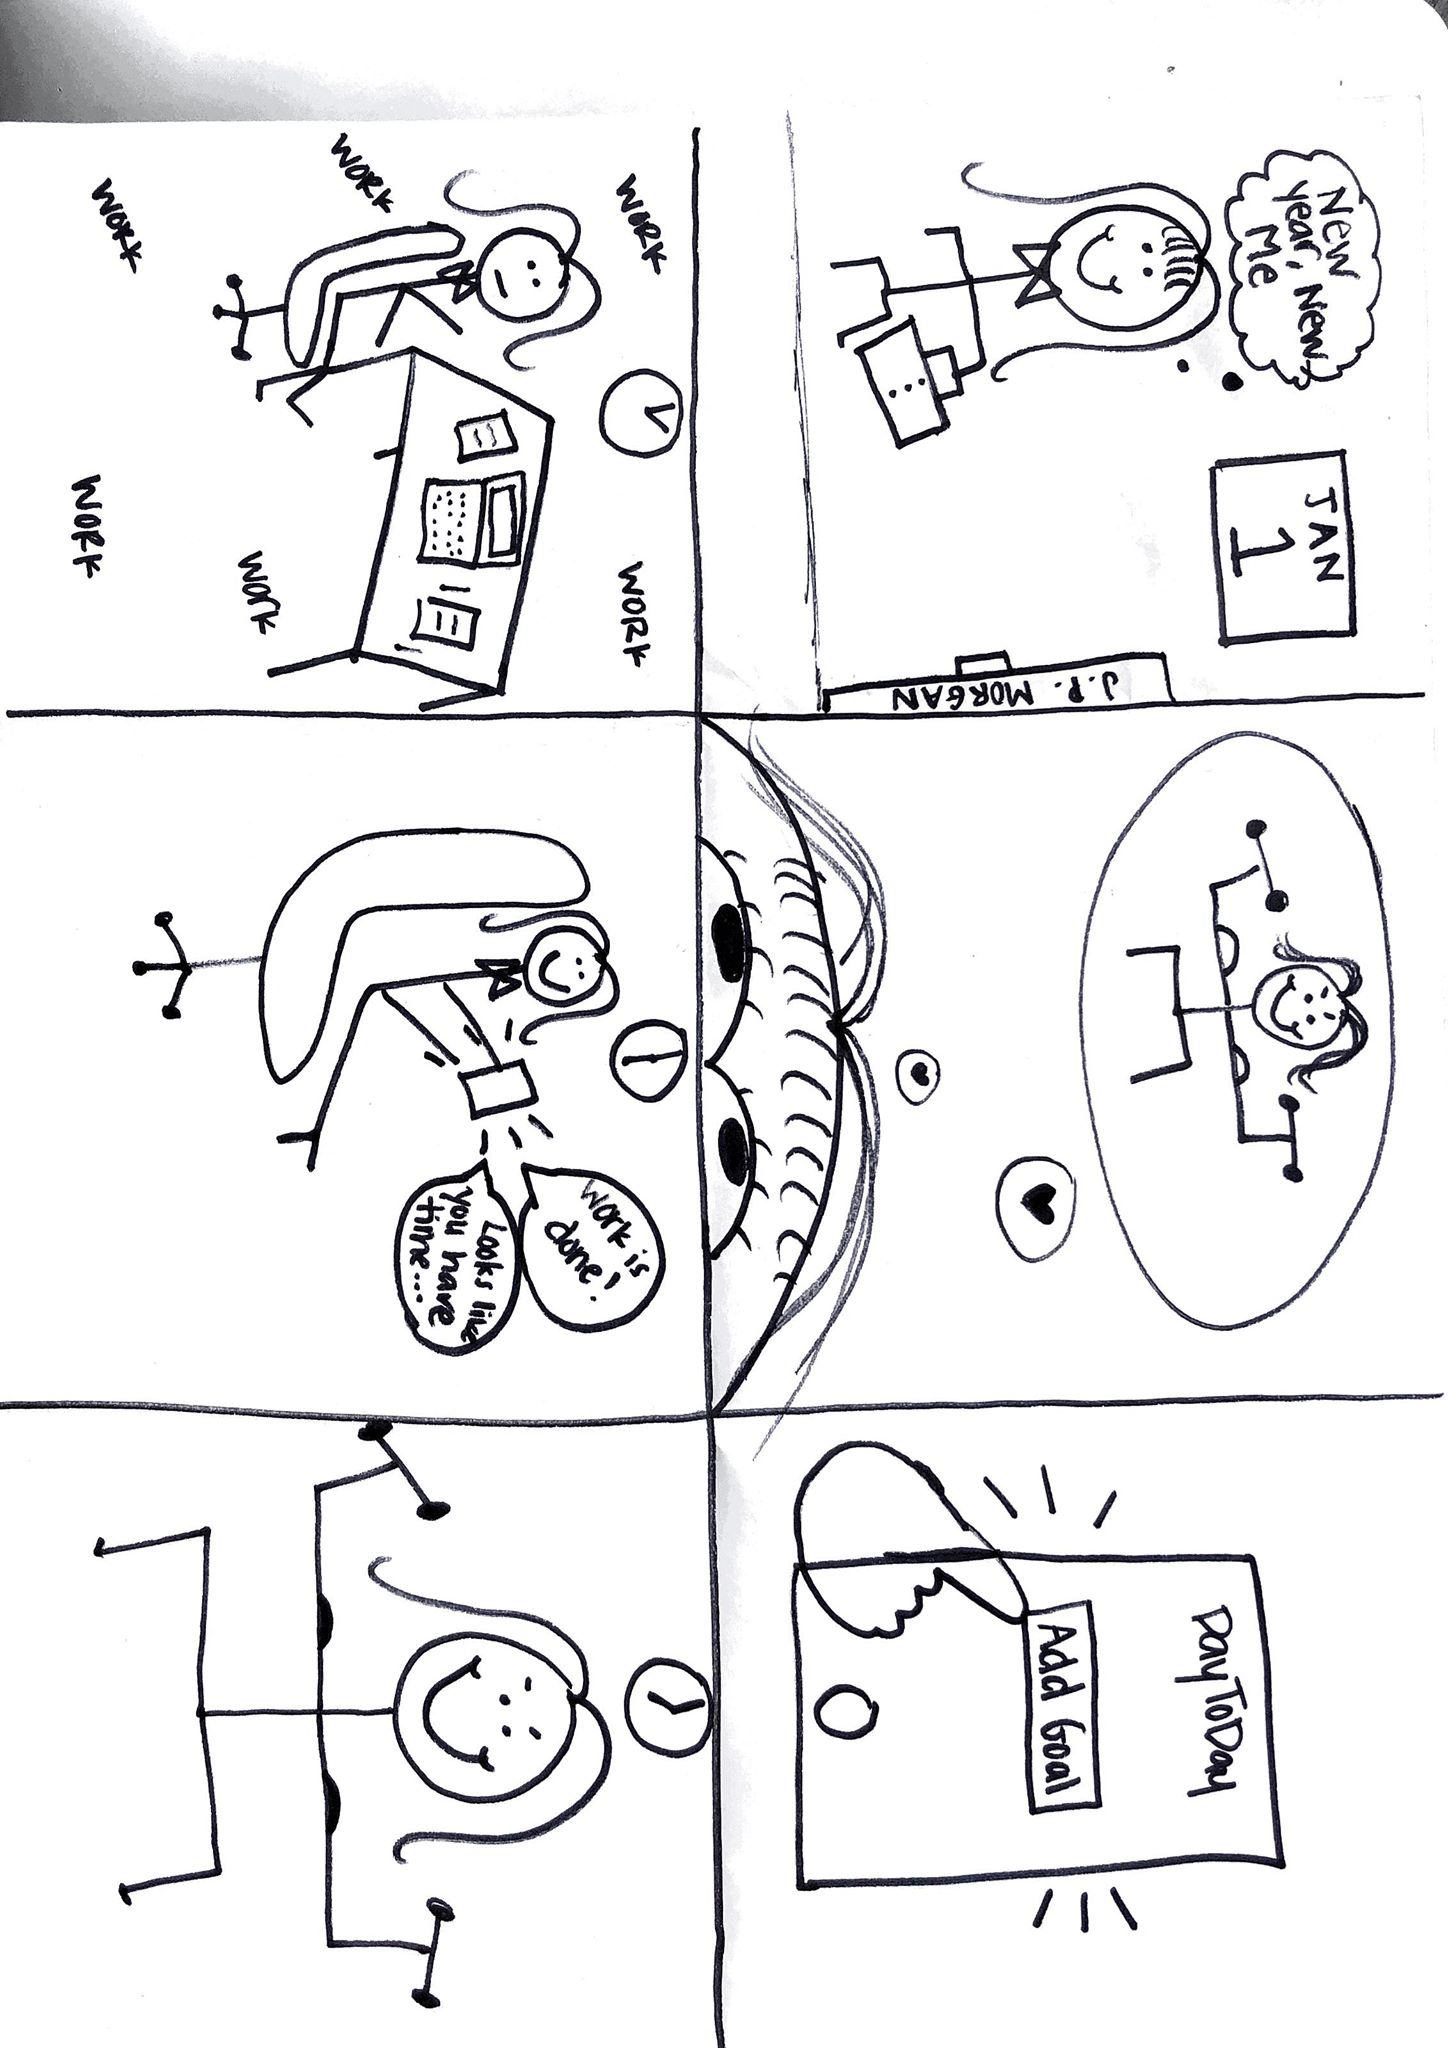 New
year, New
Me
JAN
1
J.P. MORGAN
DayToDay
Add Goal
WORK
WORK
WORK
WORK
WORK
WORK
Work is
done!
Looks like
you have
time...